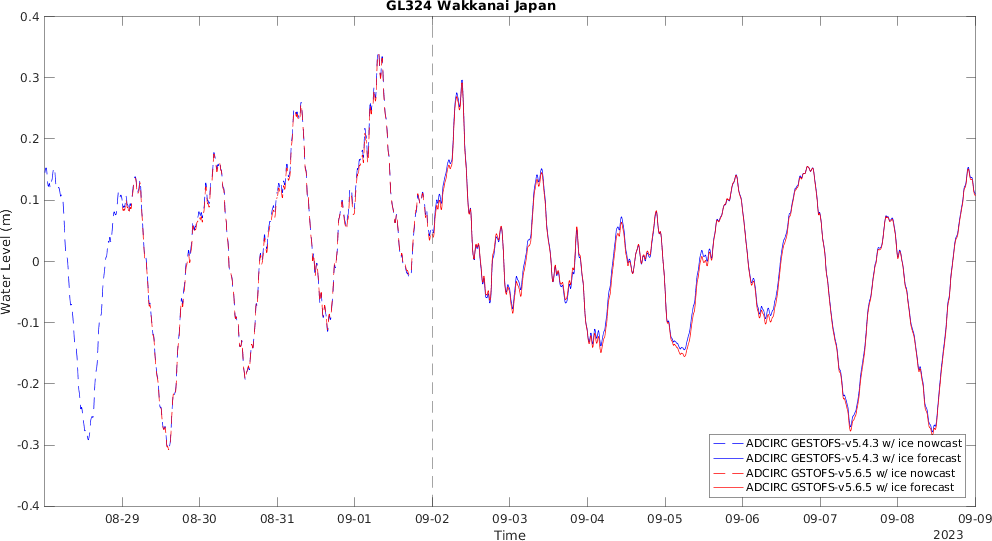 GL324 Wakkanai Japan
0.4
0.3
0.2
0.1
0
-0.1
-0.2
-0.3
-0.4
Water Level (m)
08-29 08-30 08-31 09-01 09-02 09-03 09-04 09-05 09-06 09-07 09-08 09-09
Time
2023
ADCIRC GESTOFS-v5.4.3 w/ ice nowcast
ADCIRC GESTOFS-v5.4.3 w/ ice forecast
ADCIRC GSTOFS-v5.6.5 w/ ice nowcast
ADCIRC GSTOFS-v5.6.5 w/ ice forecast